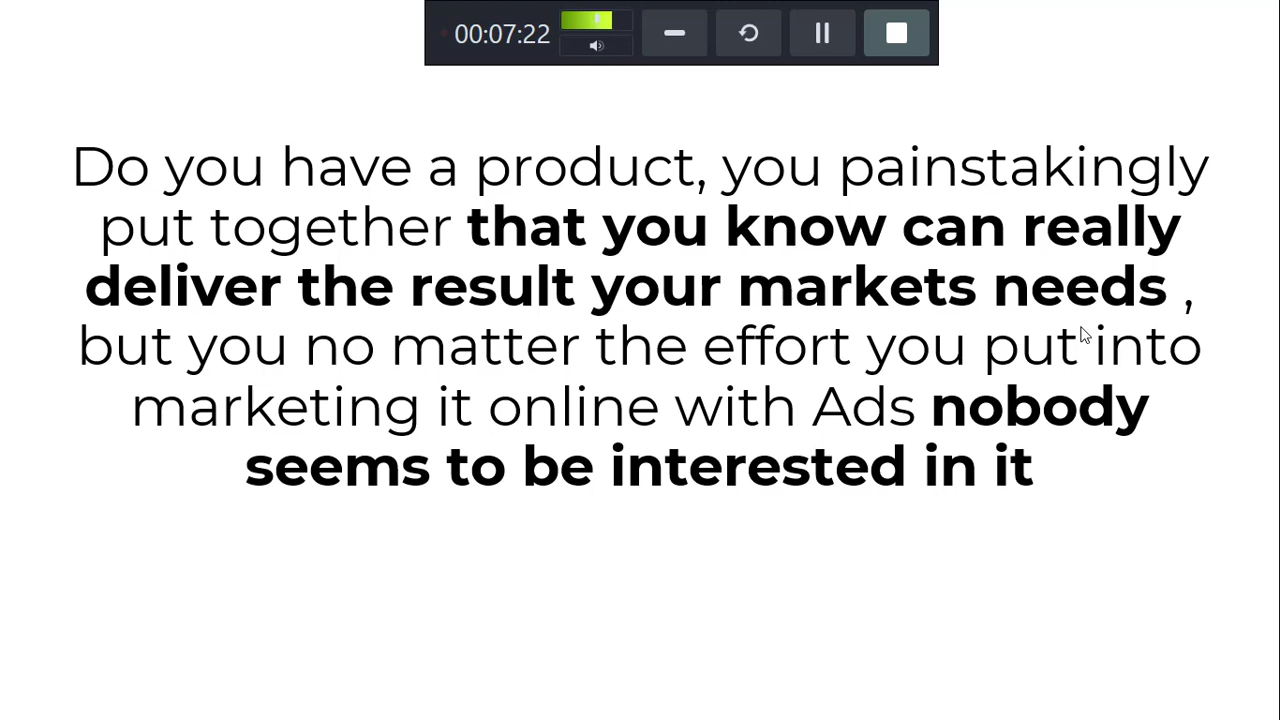 00:07:22
Do you have a product, you painstakingly
put together that you know can really
deliver the result your markets needs ,
but you no matter the effort you put into
marketing it online with Ads nobody
seems to be interested in it